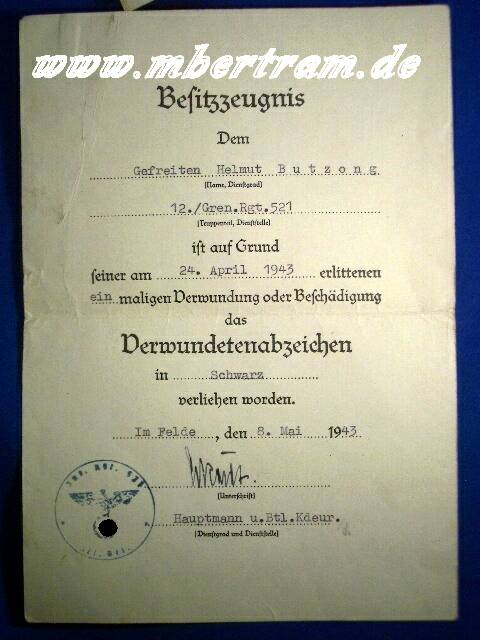 www.mbertram.de
Besitzzeugnis
Dem
Gefreiten Helmut Butzong
(Name, Dienstgrad)
12./Gren.Rgt.521
(Truppenteil, Dienststelle)
ist auf Grund
seiner am 24. April 1943 erlittenen
ein maligen Verwundung oder Beschädigung
das
Verwundetenabzeichen
in Schwarz
verliehen worden.
Im Felde, den 8. Mai 1943
(Unterschrift)
Hauptmann u.Btl.Kdeur.
(Dienstgrad und Dienststelle)